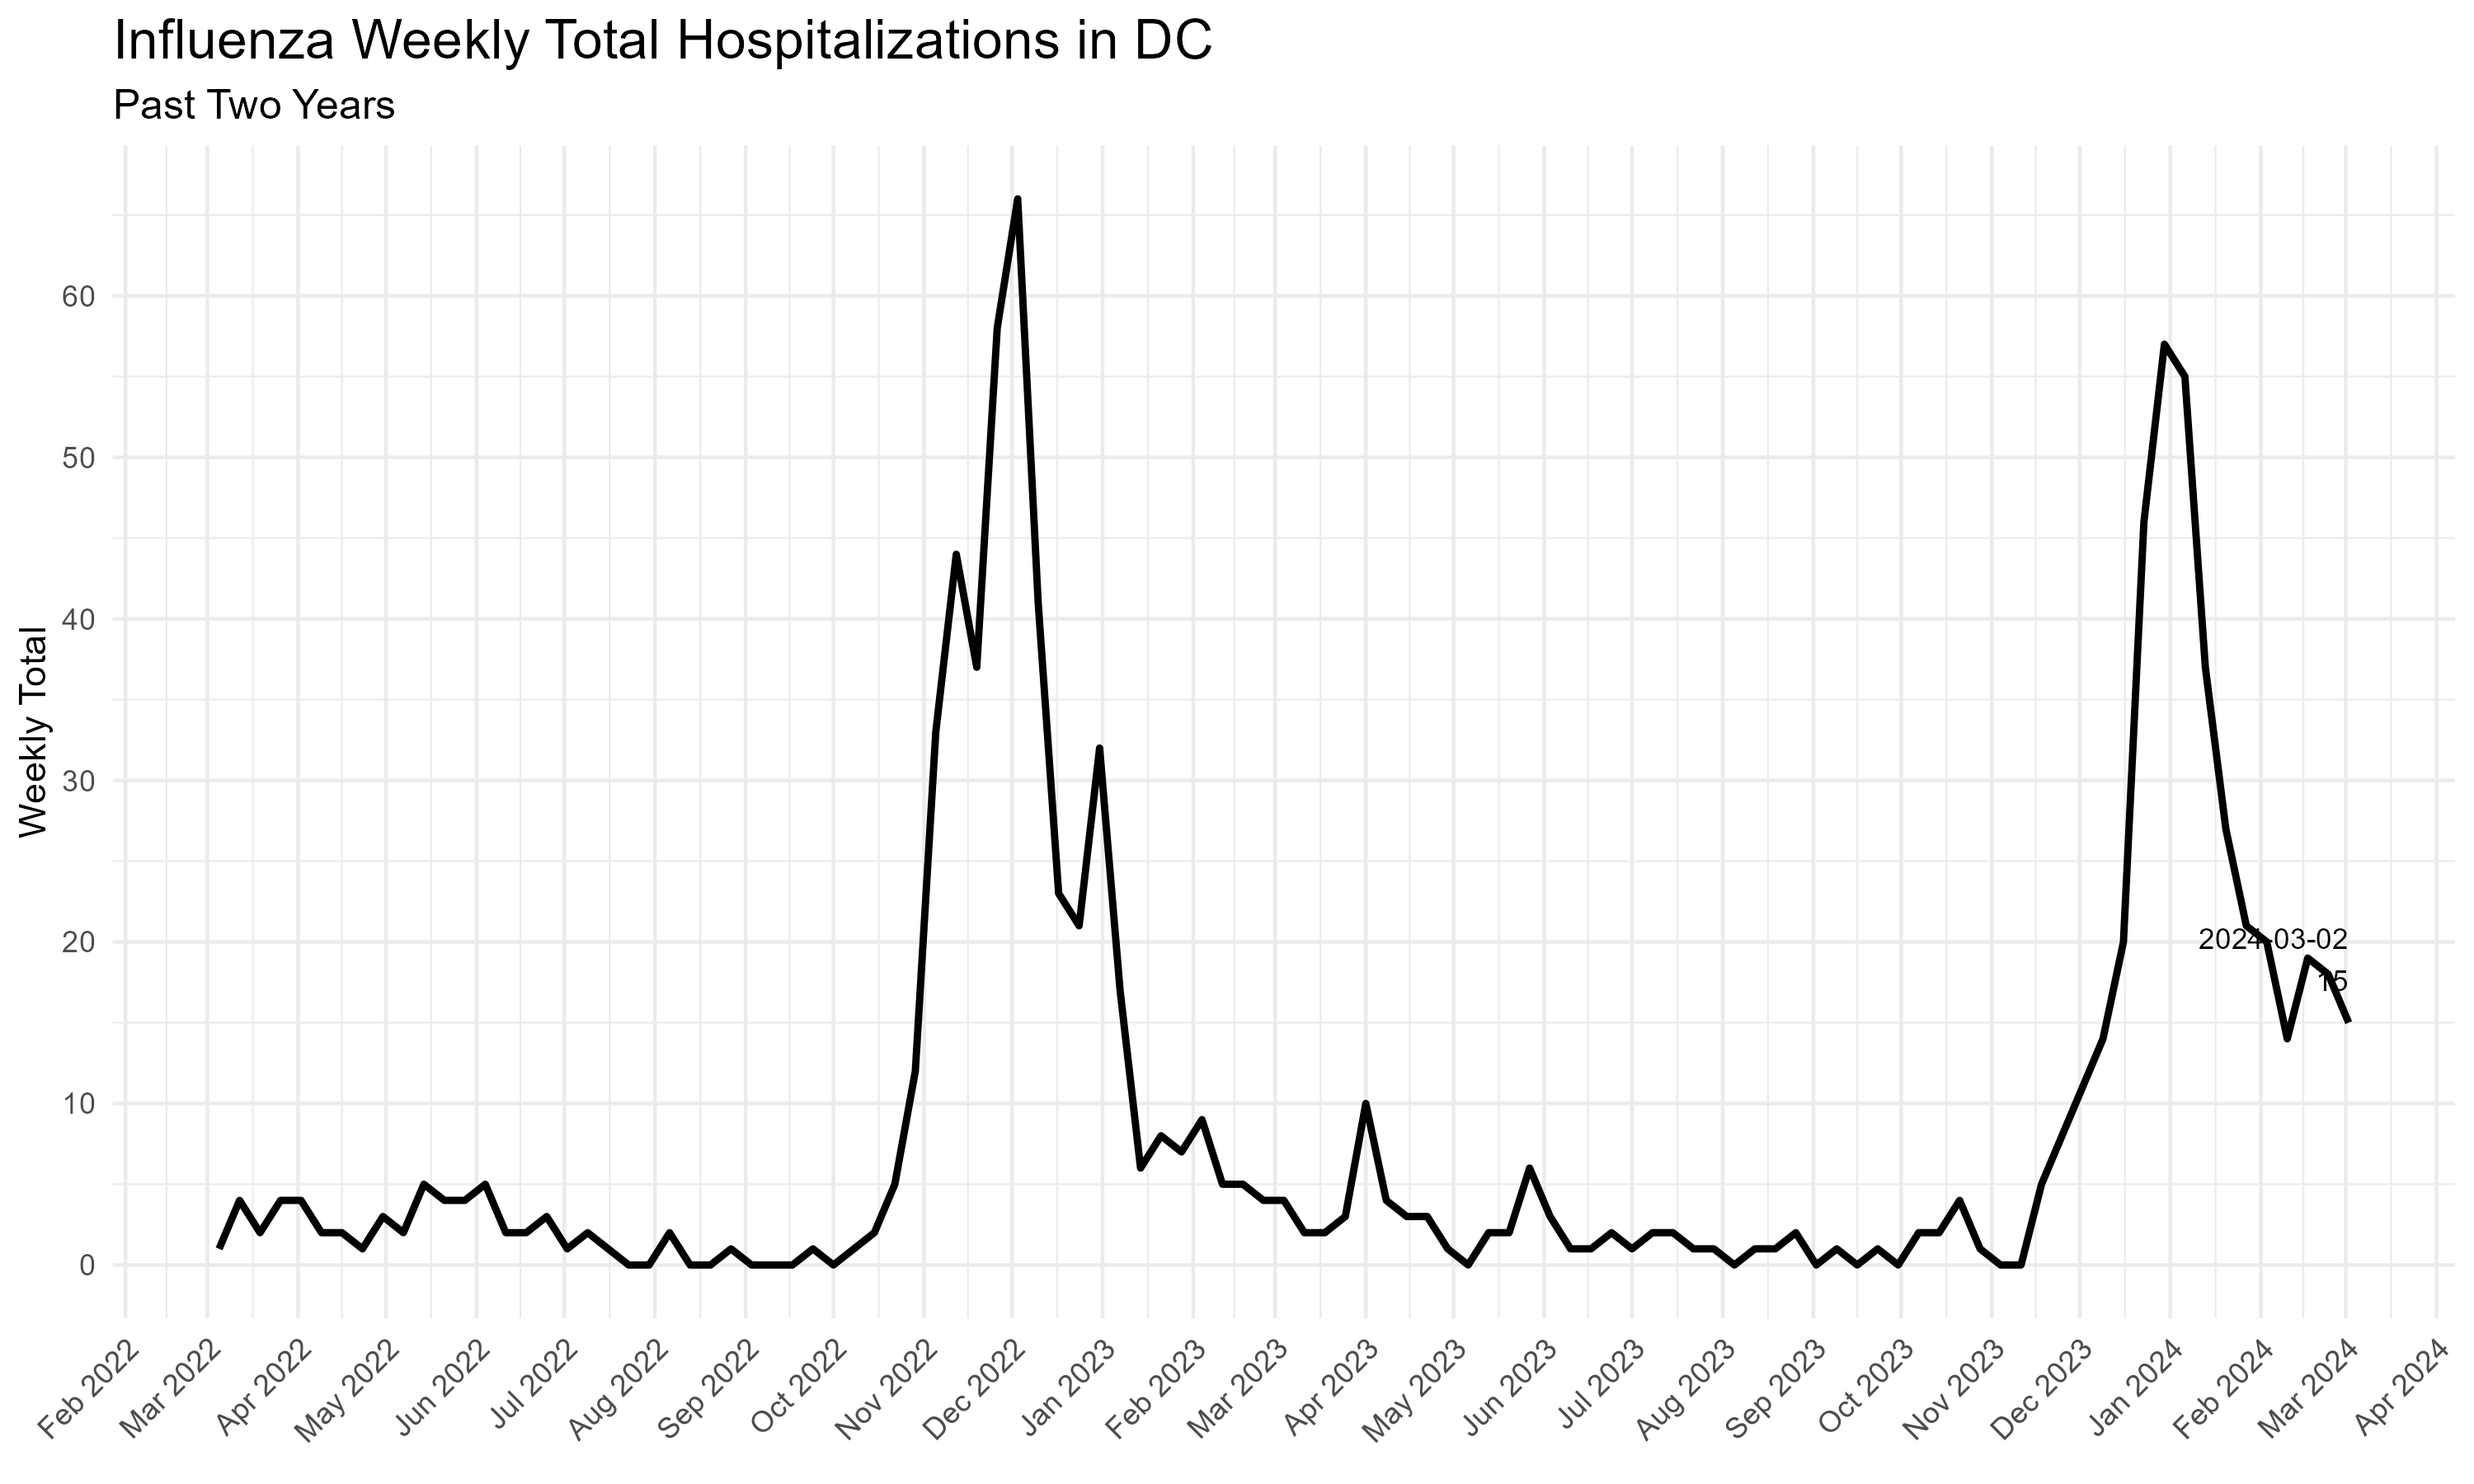 Influenza Weekly Total Hospitalizations in DC
Past Two Years
Weekly Total
60
50
40
30
20
10
0
2024-03-02
15
Feb 2022
Mar 2022
Apr 2022
May 2022
Jun 2022
Jul 2022
Aug 2022
Sep 2022
Oct 2022
Nov 2022
Dec 2022
Jan 2023
Feb 2023
Mar 2023
Apr 2023
May 2023
Jun 2023
Jul 2023
Aug 2023
Sep 2023
Oct 2023
Nov 2023
Dec 2023
Jan 2024
Feb 2024
Mar 2024
Apr 2024